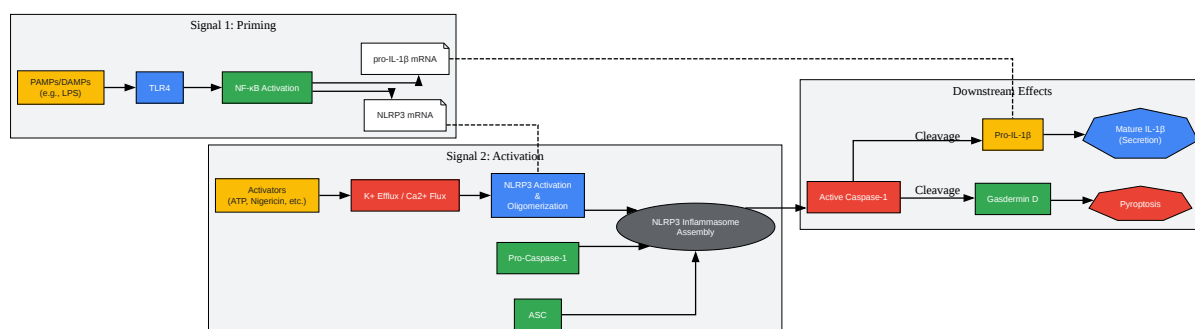 Signal 1: Priming
PAMPs/DAMPs
(e.g., LPS)
TLR4
NF-κB Activation
pro-IL-1β mRNA
NLRP3 mRNA
Signal 2: Activation
Activators
(ATP, Nigericin, etc.)
K+ Efflux / Ca2+ Flux
NLRP3 Activation
&
Oligomerization
Pro-Caspase-1
ASC
NLRP3 Inflammasome
Assembly
Downstream Effects
Active Caspase-1
Cleavage
Pro-IL-1β
Mature IL-1β
(Secretion)
Cleavage
Gasdermin D
Pyroptosis